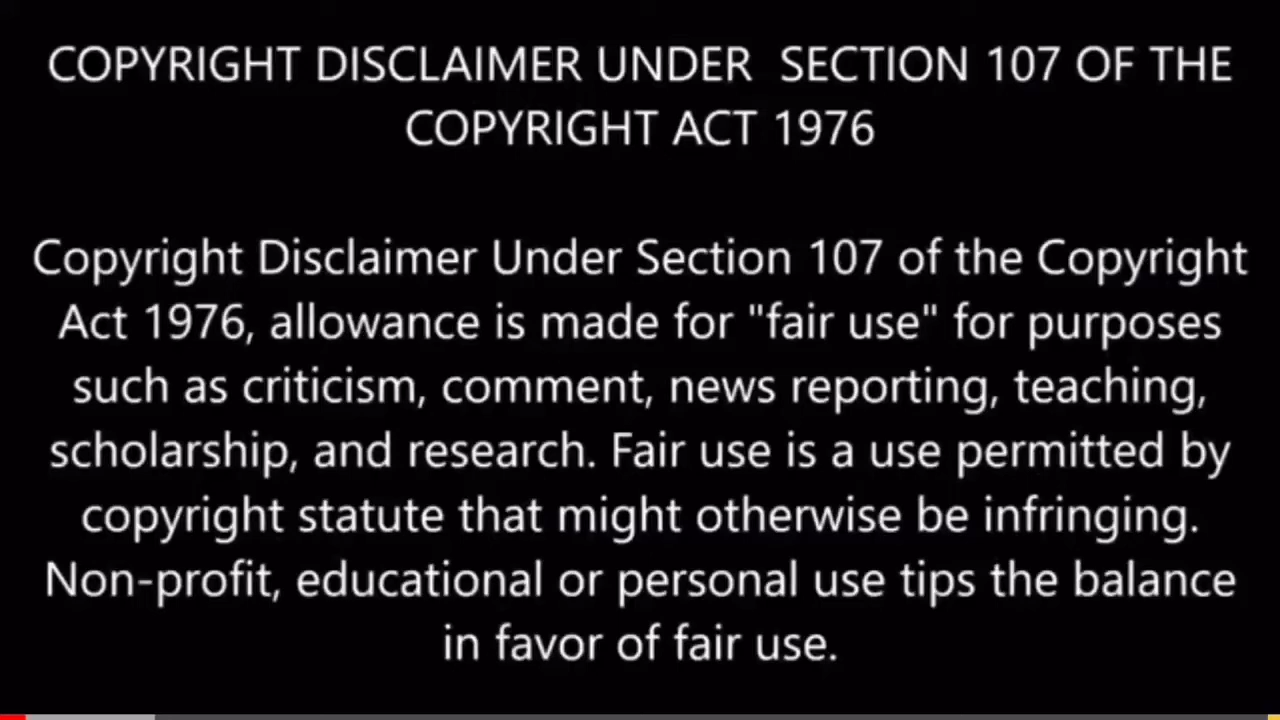 COPYRIGHT DISCLAIMER UNDER  SECTION 107 OF THE
COPYRIGHT ACT 1976
Copyright Disclaimer Under Section 107 of the Copyright
Act 1976, allowance is made for "fair use" for purposes
such as criticism, comment, news reporting, teaching,
scholarship, and research. Fair use is a use permitted by
copyright statute that might otherwise be infringing.
Non-profit, educational or personal use tips the balance
in favor of fair use.